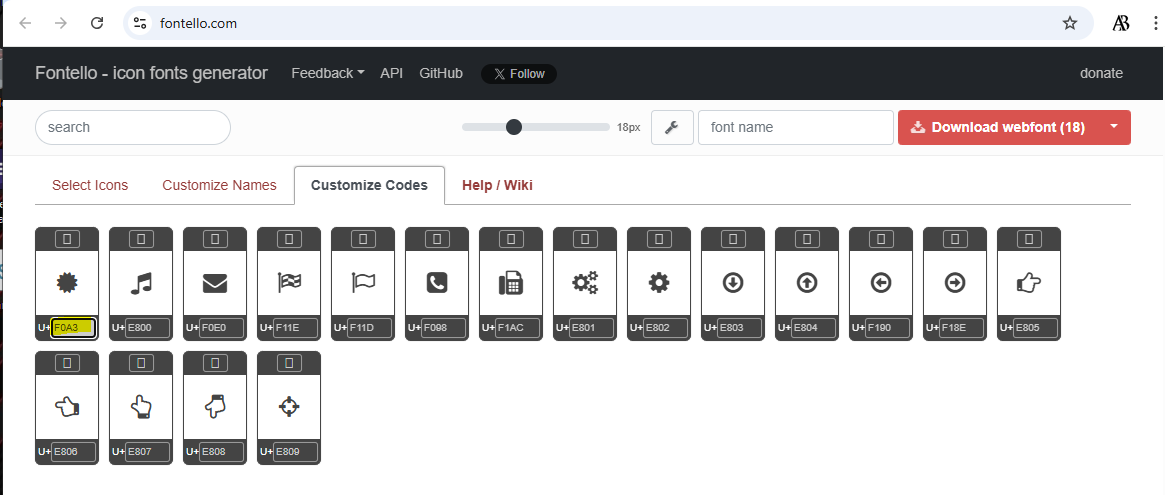 fontello.com
Fontello - icon fonts generator Feedback API GitHub Follow donate
search 18px font name Download webfont (18)
Select Icons Customize Names Customize Codes Help / Wiki
U+ F0A3 U+ E800 U+ F0E0 U+ F11E U+ F11D U+ F098 U+ F1AC U+ E801 U+ E802 U+ E803 U+ E804 U+ F190 U+ F18E U+ E805
U+ E806 U+ E807 U+ E808 U+ E809